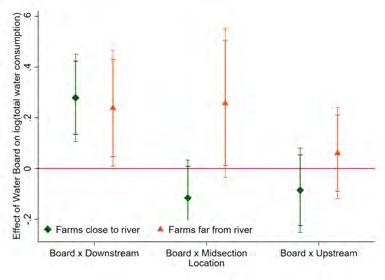 Effect of Water Board on log(total water consumption)
.6
.4
.2
0
-.2
Farms close to river
Farms far from river
Board x Downstream
Board x Midsection
Board x Upstream
Location